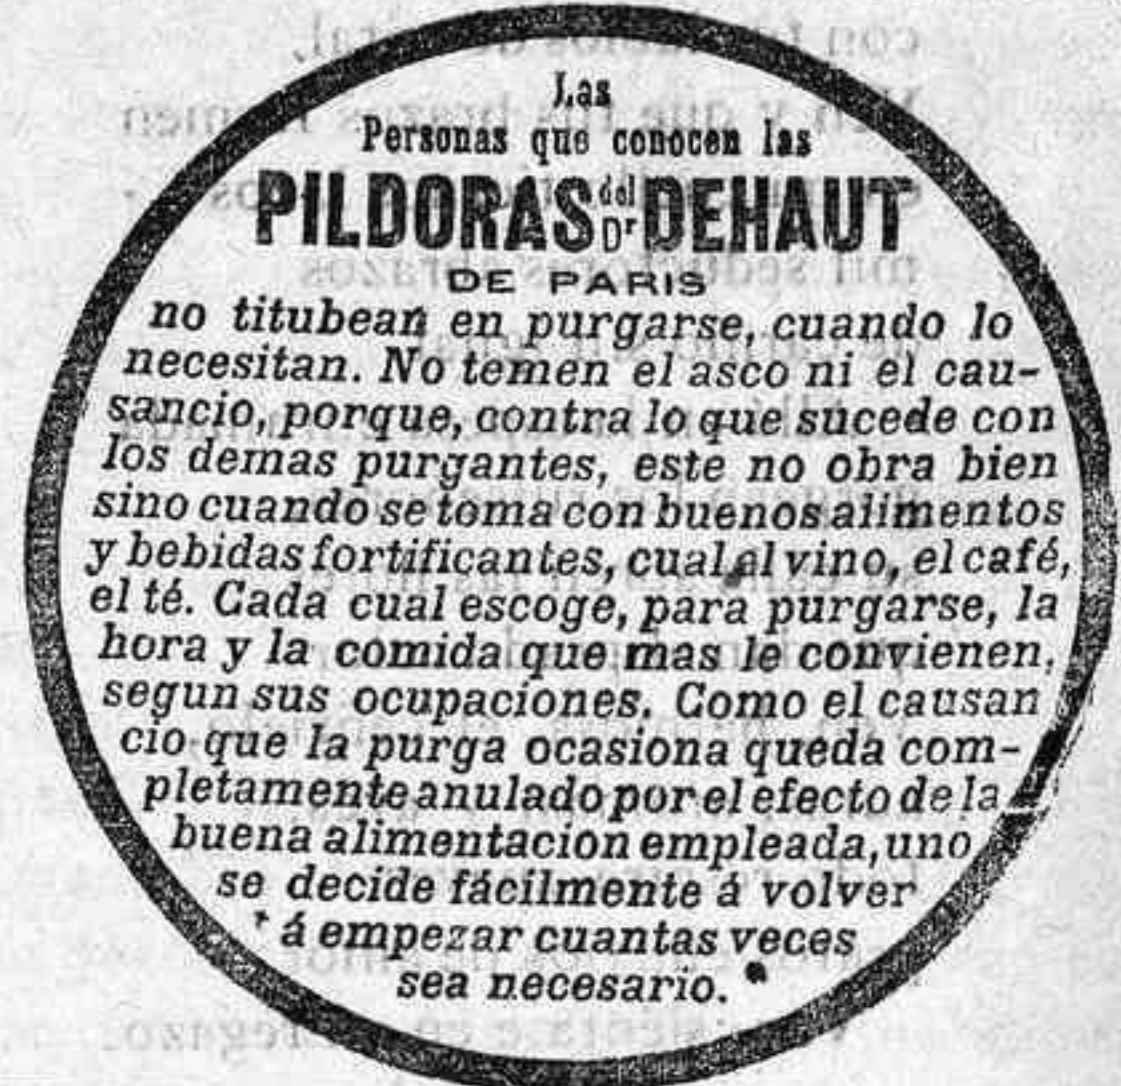 Las
Personas que conocen las
PILDORAS del Dr DEHAUT
DE PARIS
no titubean en purgarse, cuando lo
necesitan. No temen el asco ni el cau-
sancio, porque, contra lo que sucede con
los demas purgantes, este no obra bien
sino cuando se toma con buenos alimentos
y bebidas fortificantes, cual el vino, el café,
el té. Cada cual escoge, para purgarse, la
hora y la comida que mas le convienen,
segun sus ocupaciones. Como el causan
cio que la purga ocasiona queda com-
pletamente anulado por el efecto de la
buena alimentacion empleada, uno
se decide fácilmente á volver
á empezar cuantas veces
sea necesario.